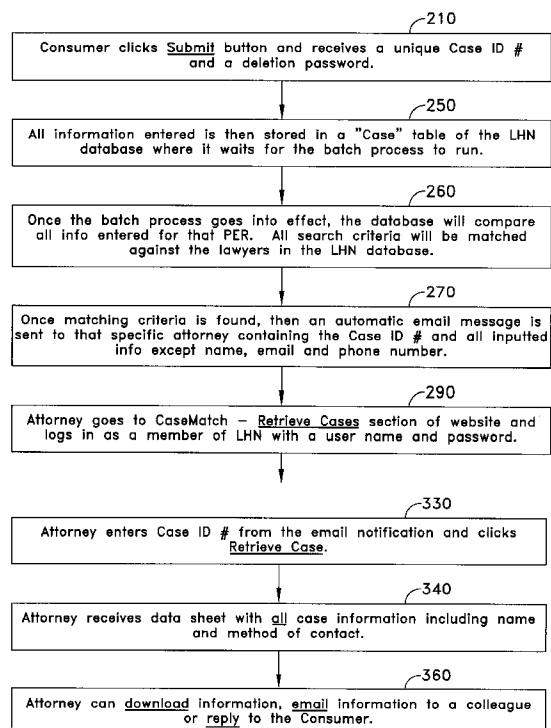 210
Consumer clicks Submit button and receives a unique Case ID #
and a deletion password.
250
All information entered is then stored in a "Case" table of the LHN
database where it waits for the batch process to run.
260
Once the batch process goes into effect, the database will compare
all info entered for that PER. All search criteria will be matched
against the lawyers in the LHN database.
270
Once matching criteria is found, then an automatic email message is
sent to that specific attorney containing the Case ID # and all inputted
info except name, email and phone number.
290
Attorney goes to CaseMatch – Retrieve Cases section of website and
logs in as a member of LHN with a user name and password.
330
Attorney enters Case ID # from the email notification and clicks
Retrieve Case.
340
Attorney receives data sheet with all case information including name
and method of contact.
360
Attorney can download information, email information to a colleague
or reply to the Consumer.